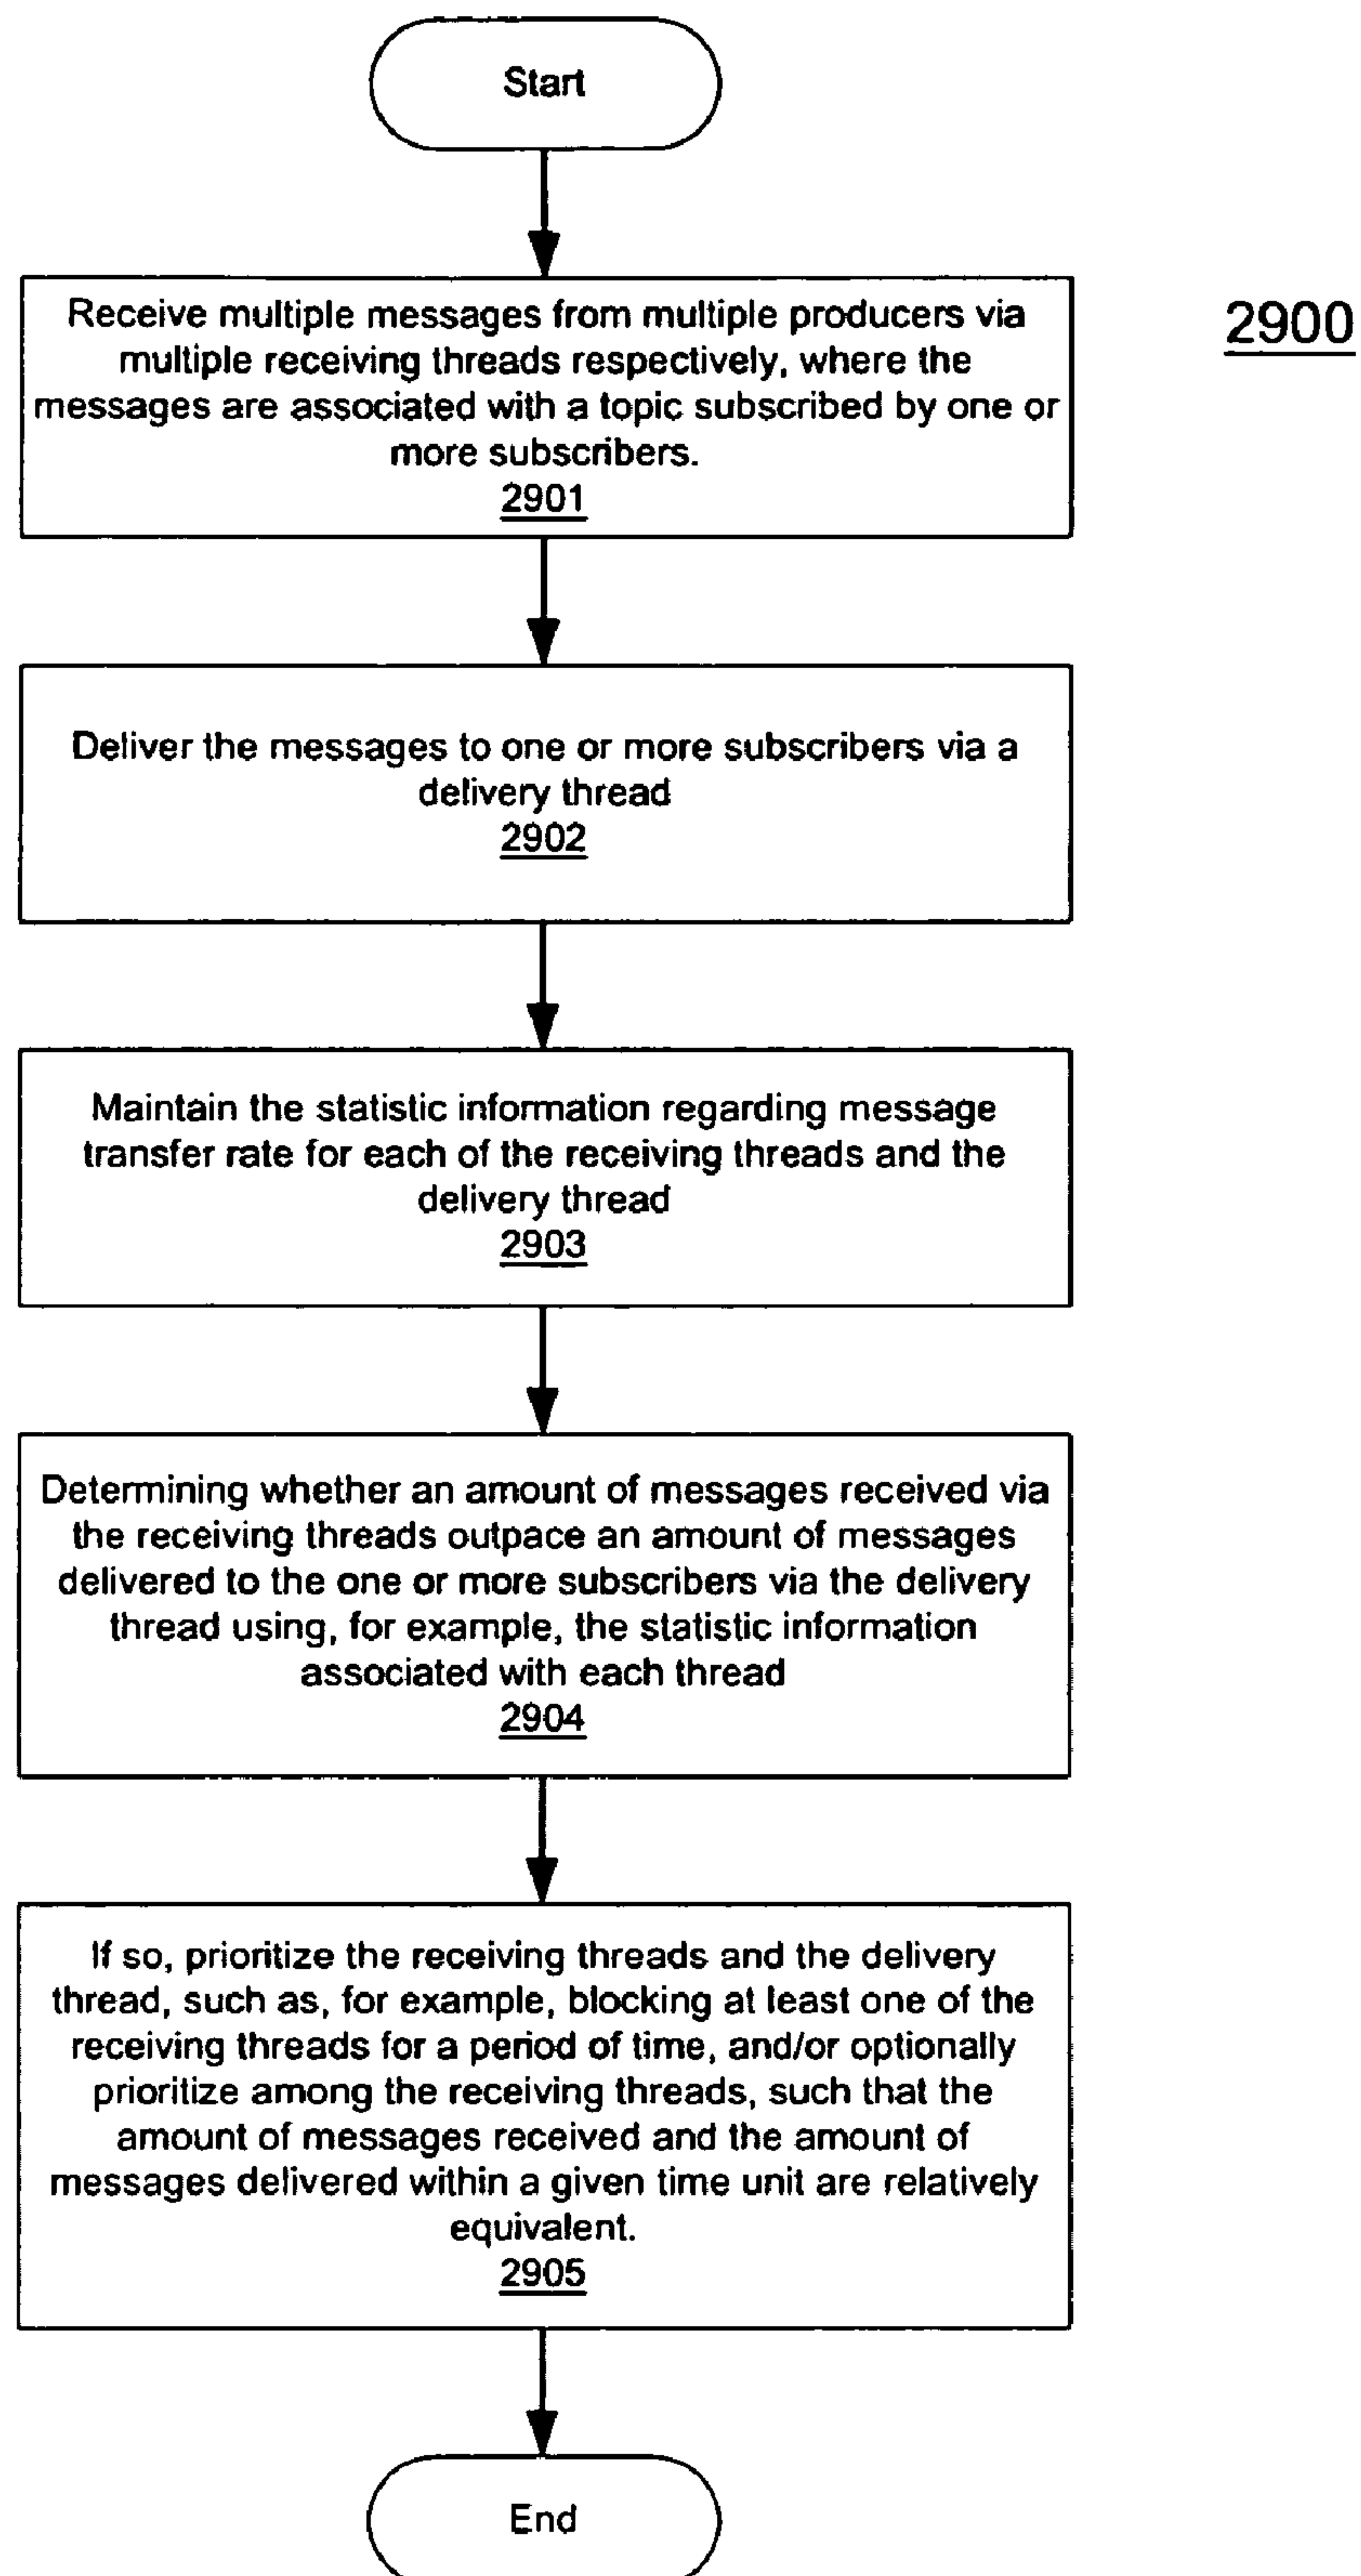 Start
Receive multiple messages from multiple producers via
multiple receiving threads respectively, where the
messages are associated with a topic subscribed by one or
more subscribers.
2901
2900
Deliver the messages to one or more subscribers via a
delivery thread
2902
Maintain the statistic information regarding message
transfer rate for each of the receiving threads and the
delivery thread
2903
Determining whether an amount of messages received via
the receiving threads outpace an amount of messages
delivered to the one or more subscribers via the delivery
thread using, for example, the statistic information
associated with each thread
2904
If so, prioritize the receiving threads and the delivery
thread, such as, for example, blocking at least one of the
receiving threads for a period of time, and/or optionally
prioritize among the receiving threads, such that the
amount of messages received and the amount of
messages delivered within a given time unit are relatively
equivalent.
2905
End